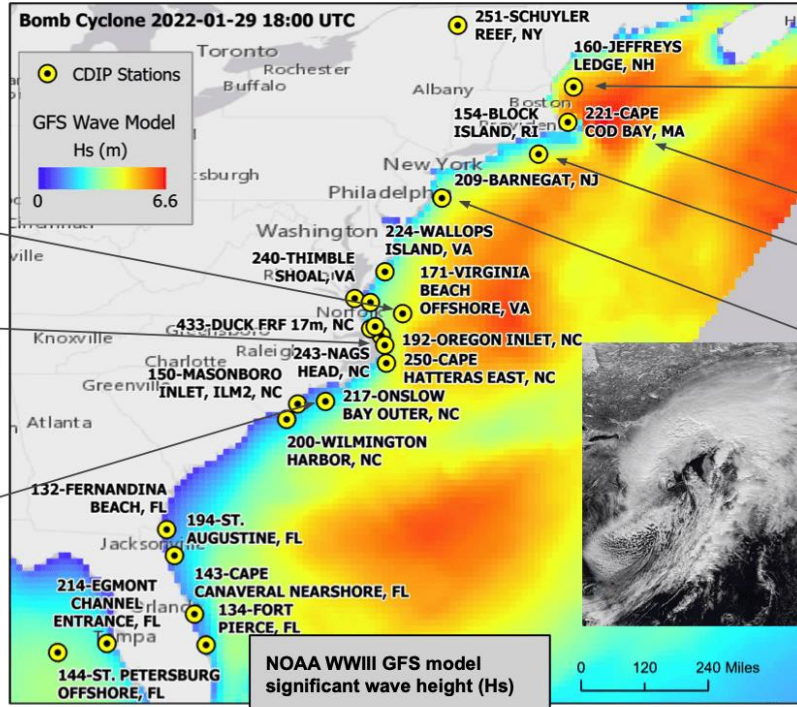 Bomb Cyclone 2022-01-29 18:00 UTC
251-SCHUYLER
REEF, NY
H
Toronto
Rochester
Buffalo
CDIP Stations
GFS Wave Model
Hs (m)
0
6.6
160-JEFFREYS
LEDGE, NH
Albany
Boston
154-BLOCK
ISLAND, RI
221-CAPE
COD BAY, MA
tsburgh
New York
209-BARNEGAT, NJ
Philadelph
cinnati
ville
Washington
224-WALLOPS
ISLAND, VA
240-THIMBLE
SHOAL, VA
171-VIRGINIA
BEACH
OFFSHORE, VA
Norfolk
433-DUCK FRF 17m, NC
Greensboro
Knoxville
Raleigh
192-OREGON INLET, NC
243-NAGS
HEAD, NC
250-CAPE
HATTERAS EAST, NC
Charlotte
Greenville
150-MASONBORO
INLET, ILM2, NC
217-ONSLOW
BAY OUTER, NC
Atlanta
200-WILMINGTON
HARBOR, NC
132-FERNANDINA
BEACH, FL
194-ST.
AUGUSTINE, FL
Jacksonville
143-CAPE
CANAVERAL NEARSHORE, FL
214-EGMONT
CHANNEL
ENTRANCE, FL
Orland
134-FORT
PIERCE, FL
Tampa
144-ST. PETERSBURG
OFFSHORE, FL
NOAA WWIII GFS model
significant wave height (Hs)
0 120 240 Miles